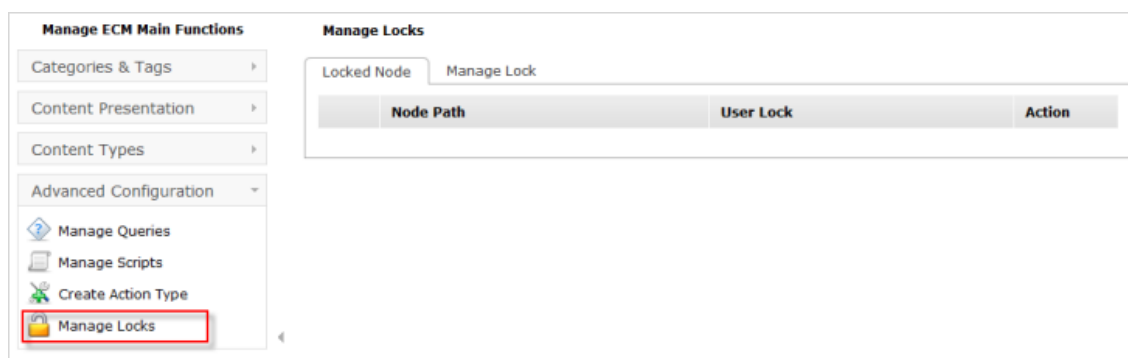 Manage ECM Main Functions
Categories & Tags
Content Presentation
Content Types
Advanced Configuration
Manage Queries
Manage Scripts
Create Action Type
Manage Locks
Manage Locks
Locked Node Manage Lock
Node Path User Lock Action